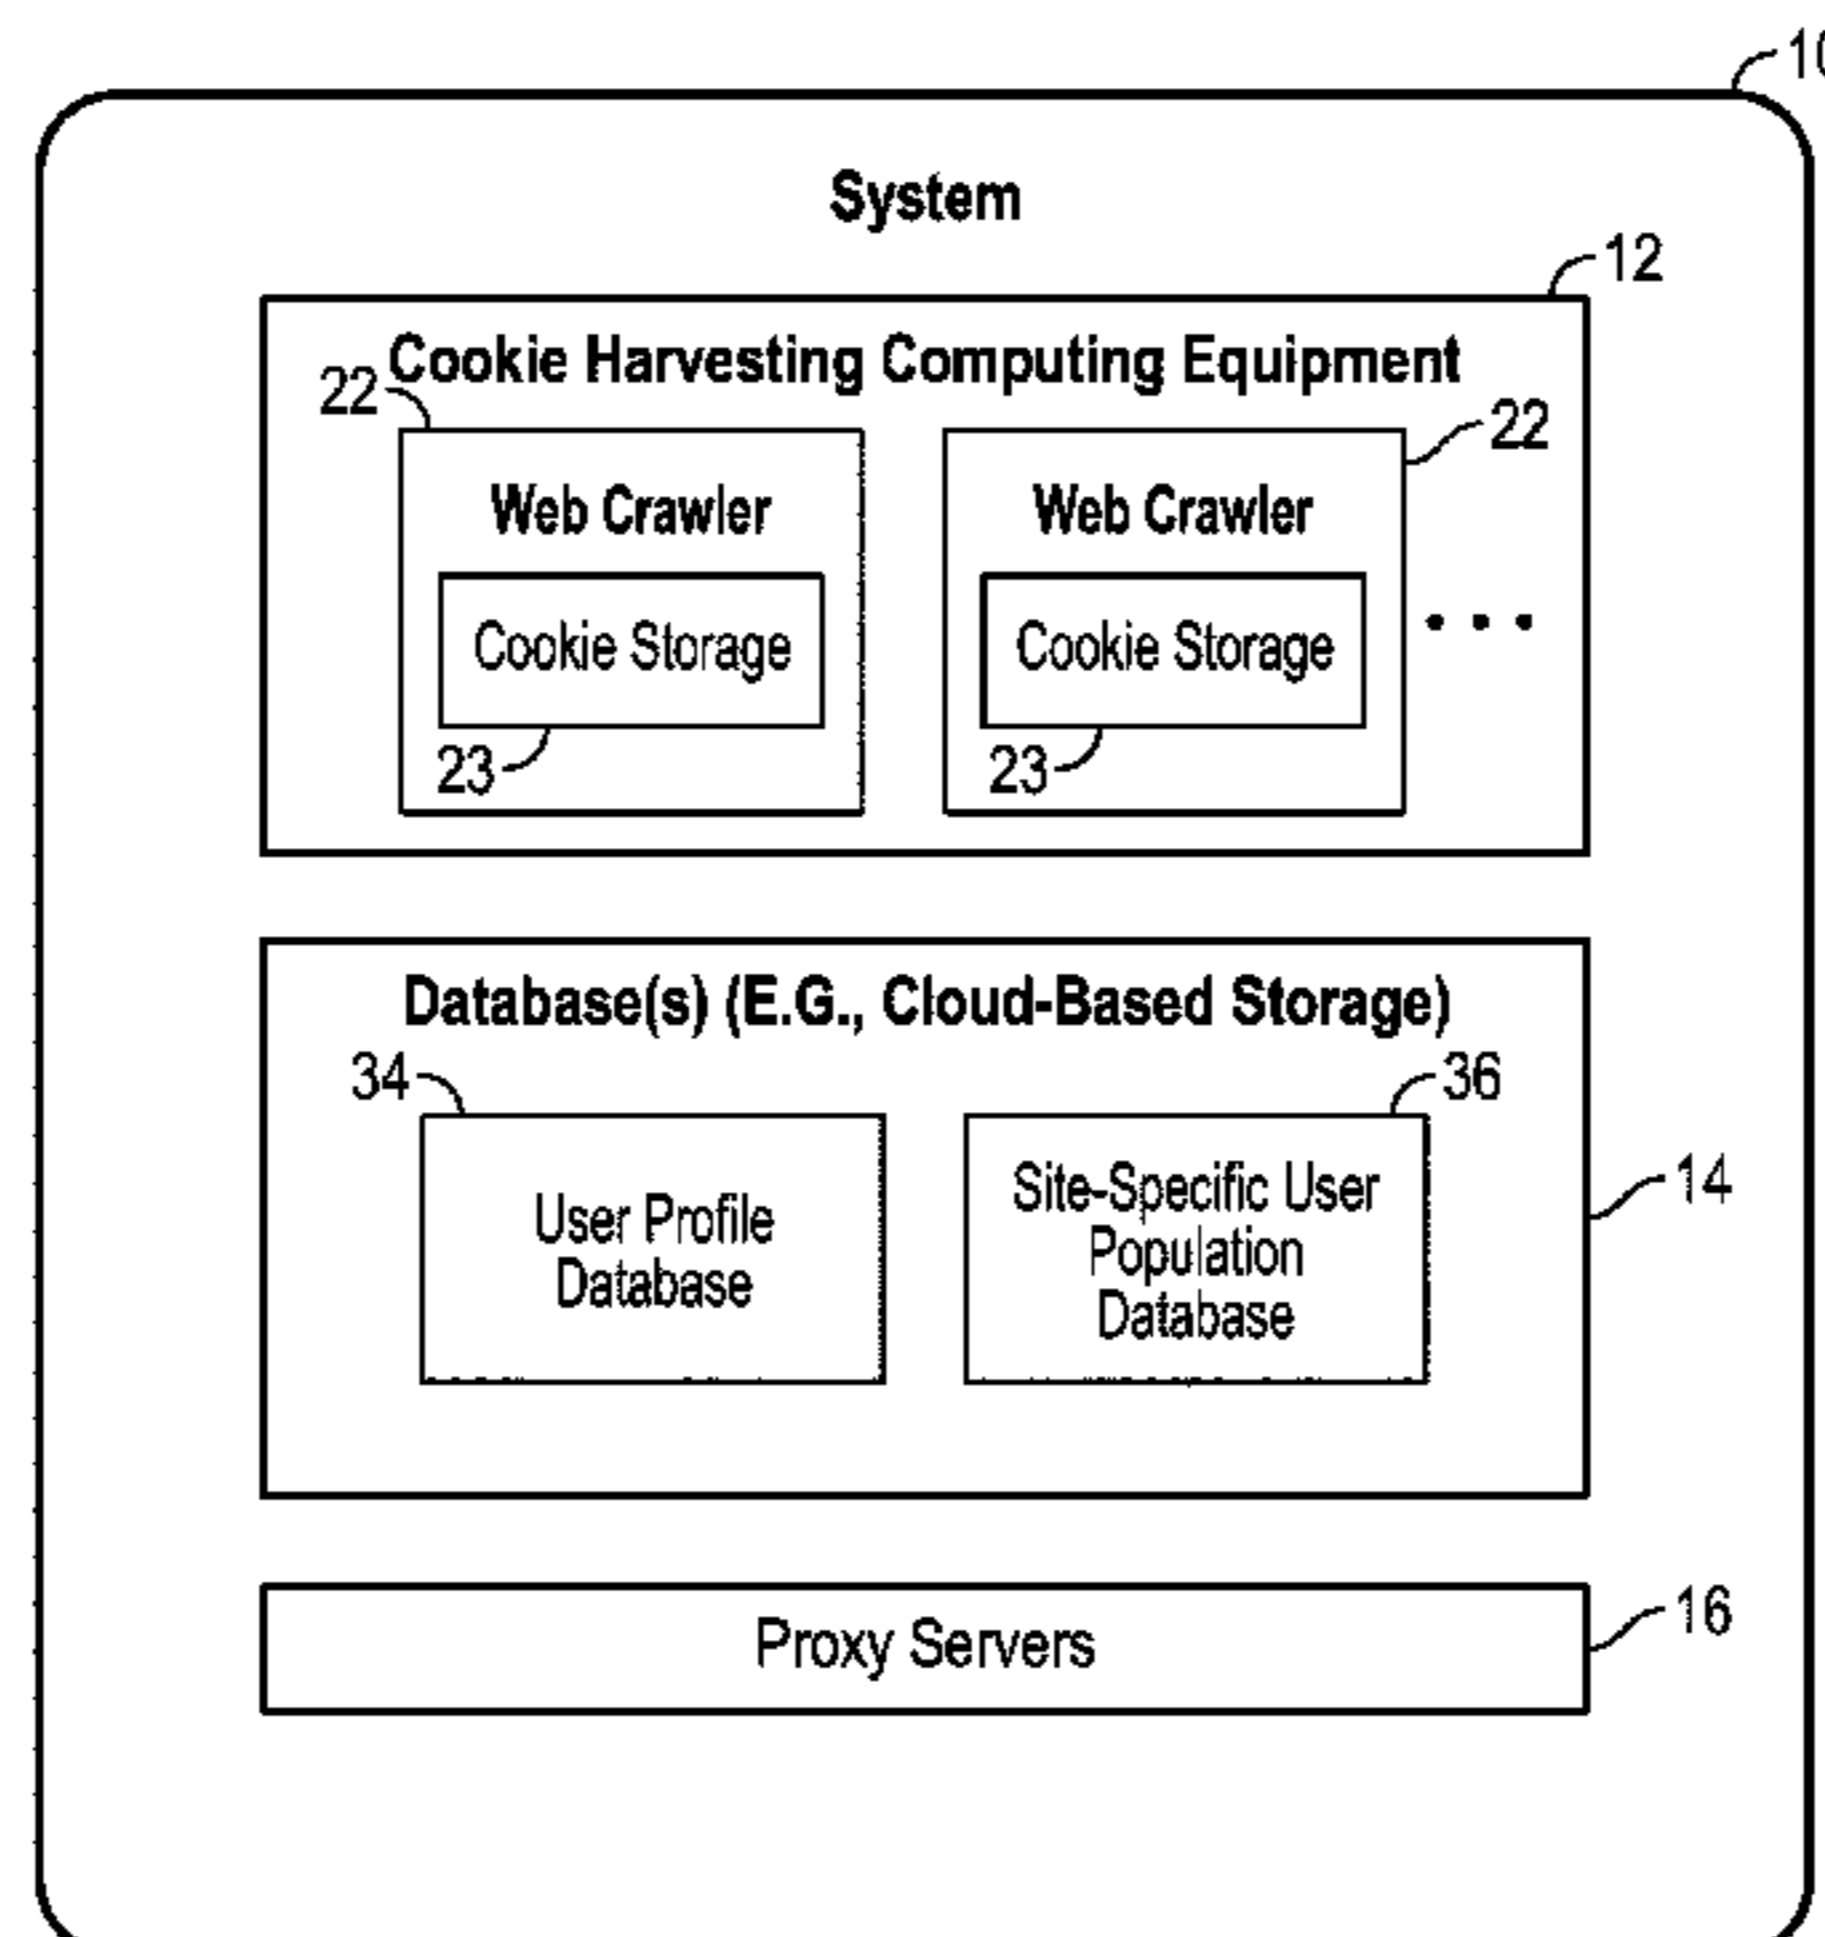 10
System
12
Cookie Harvesting Computing Equipment
22
22
Web Crawler
Web Crawler
Cookie Storage
Cookie Storage
23
23
Database(s) (E.G., Cloud-Based Storage)
34
36
User Profile
Database
Site-Specific User
Population
Database
14
Proxy Servers
16